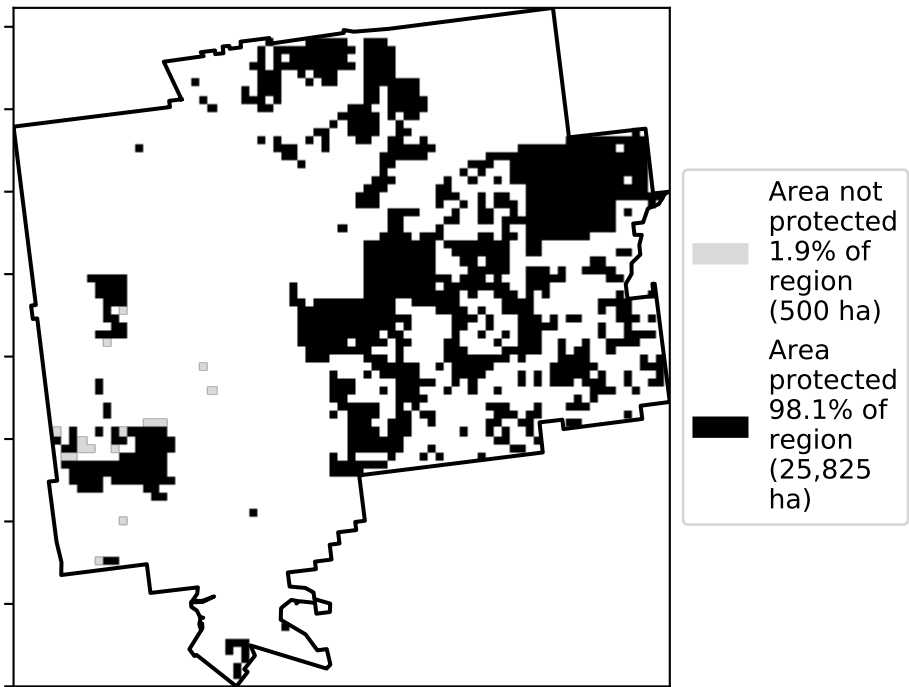 Area not
protected
1.9% of
region
(500 ha)
Area
protected
98.1% of
region
(25,825
ha)